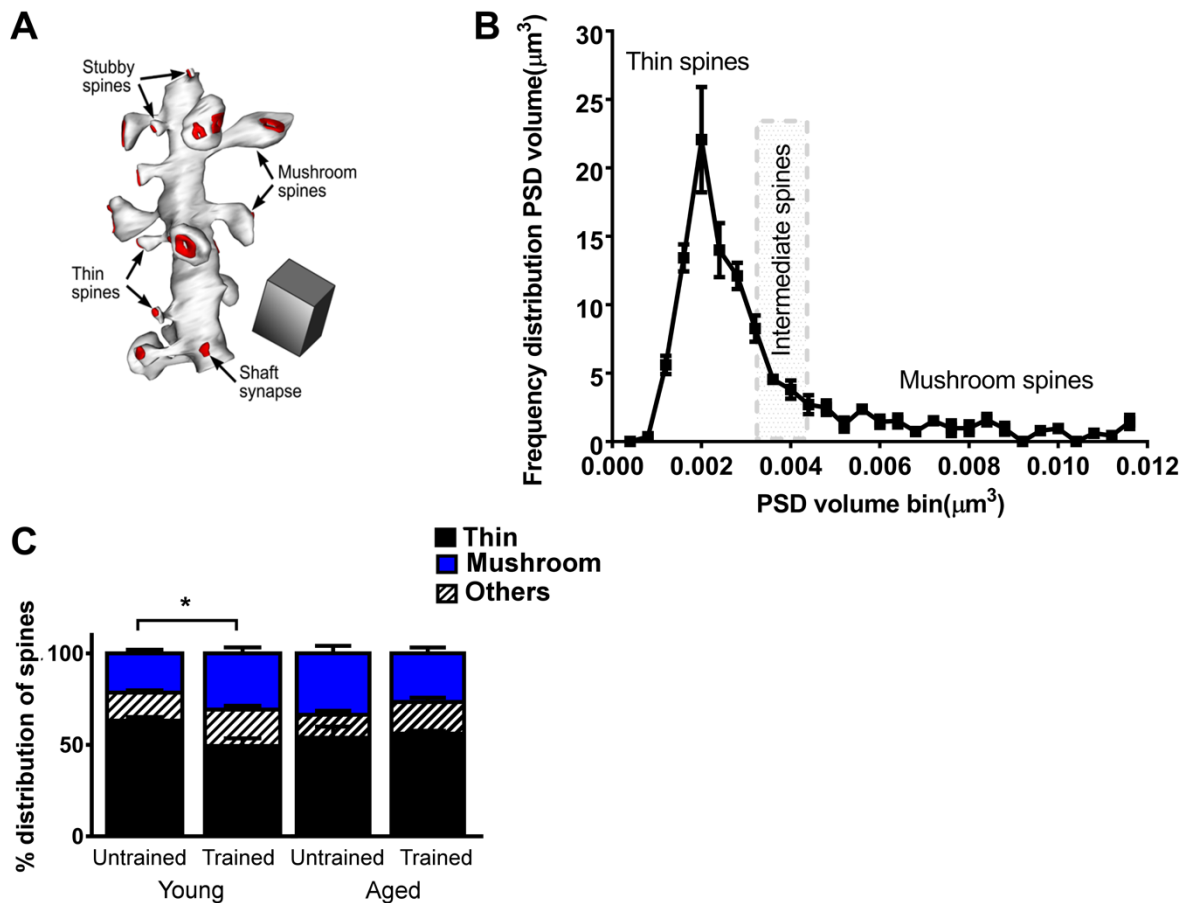 A
Stubby
spines
Mushroom
spines
Thin
spines
Shaft
synapse
B
Frequency distribution PSD volume(μm³)
30
25
20
15
10
5
0
Thin spines
Intermediate spines
Mushroom spines
0.000 0.002 0.004 0.006 0.008 0.010 0.012
PSD volume bin(μm³)
C
Thin
Mushroom
Others
*
% distribution of spines
100
50
0
Untrained Trained Untrained Trained
Young Aged